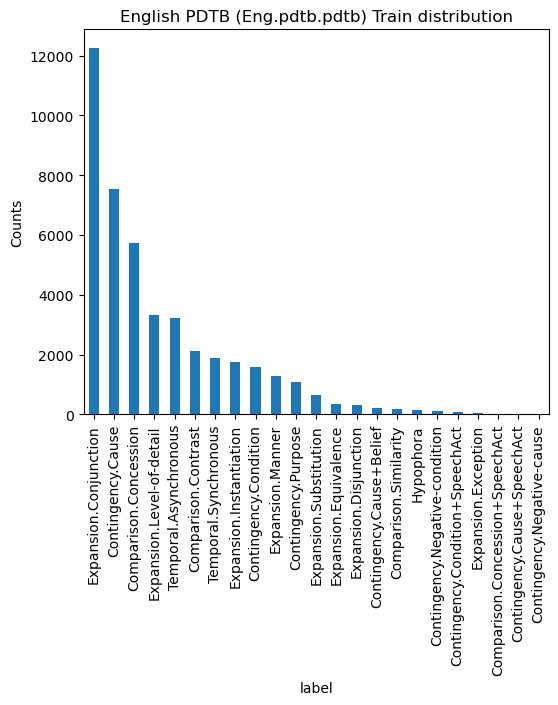 English PDTB (Eng.pdtb.pdtb) Train distribution
12000
10000
8000
6000
4000
2000
0
Counts
Expansion.Conjunction
Contingency.Cause
Comparison.Concession
Expansion.Level-of-detail
Temporal.Asynchronous
Comparison.Contrast
Temporal.Synchronous
Expansion.Instantiation
Contingency.Condition
Expansion.Manner
Contingency.Purpose
Expansion.Substitution
Expansion.Equivalence
Expansion.Disjunction
Contingency.Cause+Belief
Comparison.Similarity
Hypophora
Contingency.Negative-condition
Contingency.Condition+SpeechAct
Expansion.Exception
Comparison.Concession+SpeechAct
Contingency.Cause+SpeechAct
Contingency.Negative-cause
label